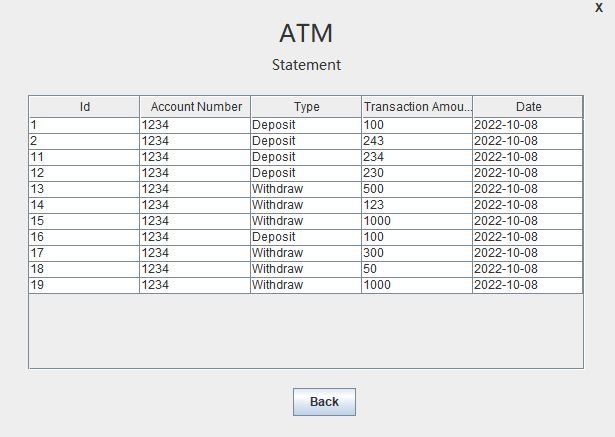 X
ATM
Statement
Id Account Number Type Transaction Amou... Date
1 1234 Deposit 100 2022-10-08
2 1234 Deposit 243 2022-10-08
11 1234 Deposit 234 2022-10-08
12 1234 Deposit 230 2022-10-08
13 1234 Withdraw 500 2022-10-08
14 1234 Withdraw 123 2022-10-08
15 1234 Withdraw 1000 2022-10-08
16 1234 Deposit 100 2022-10-08
17 1234 Withdraw 300 2022-10-08
18 1234 Withdraw 50 2022-10-08
19 1234 Withdraw 1000 2022-10-08
Back